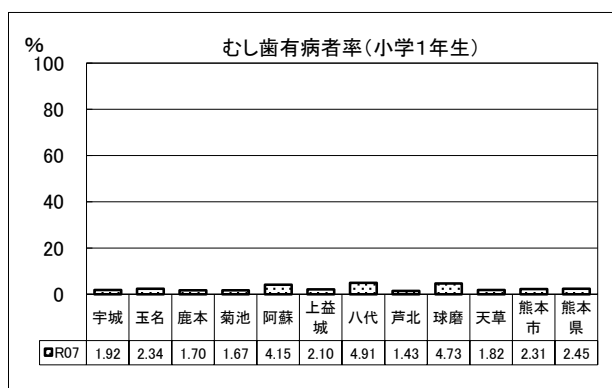 むし歯有病者率(小学1年生)
%
100
80
60
40
20
0
宇城 玉名 鹿本 菊池 阿蘇 上益城 八代 芦北 球磨 天草 熊本市 熊本県
R07 1.92 2.34 1.70 1.67 4.15 2.10 4.91 1.43 4.73 1.82 2.31 2.45